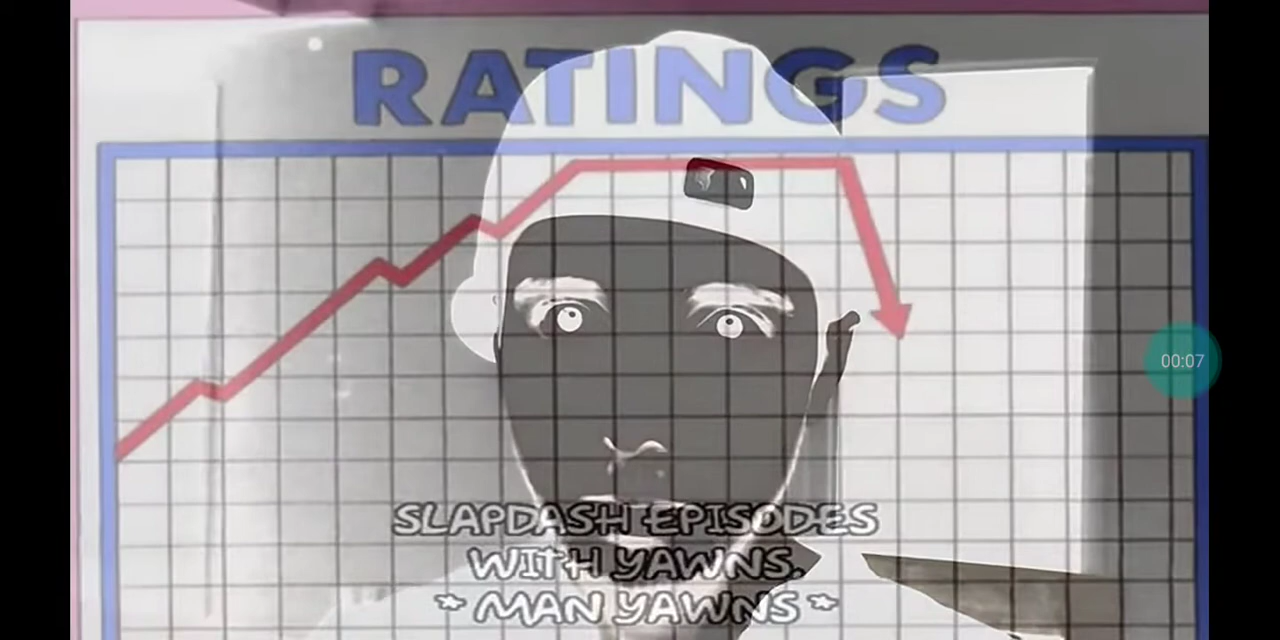 RATINGS
00:07
SLAPDASH EPISODES
WITH YAWNS.
* MAN YAWNS *